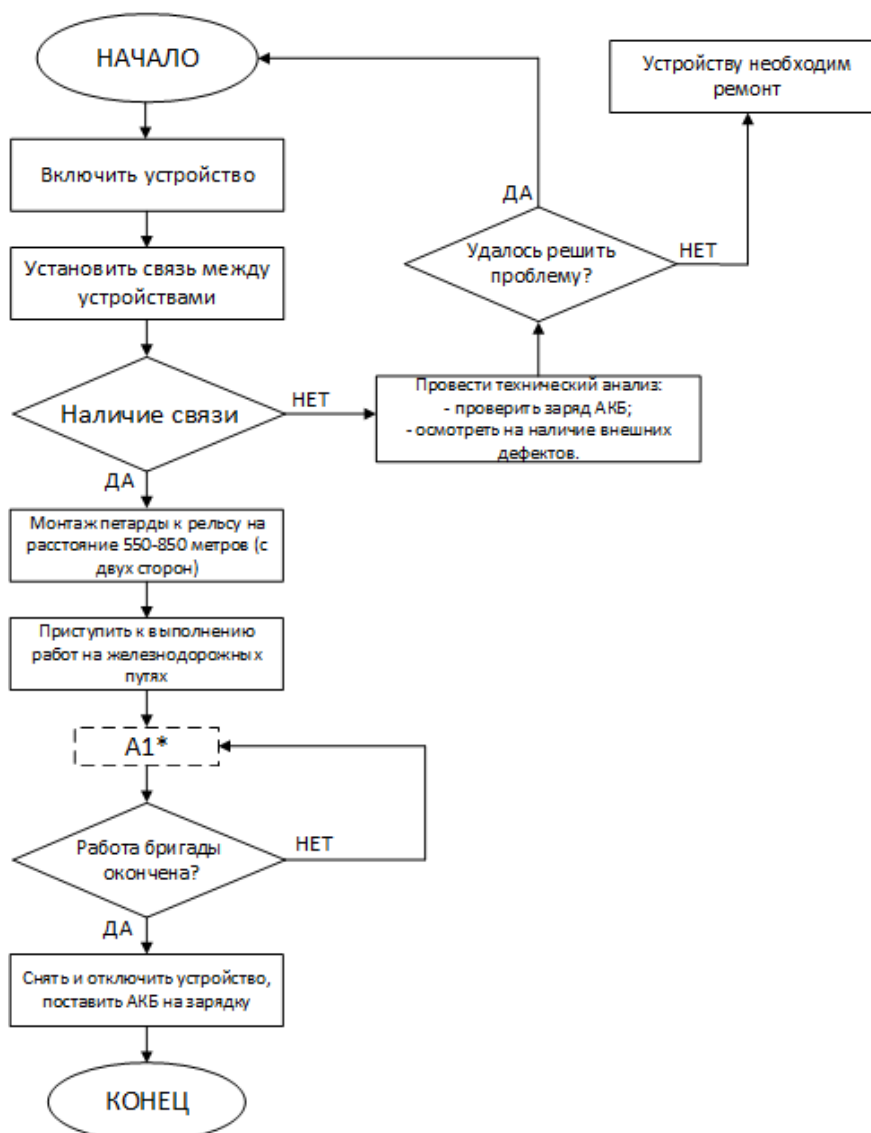 НАЧАЛО
Устройству необходим
ремонт
Включить устройство
ДА
Удалось решить
проблему?
НЕТ
Установить связь между
устройствами
Наличие связи
НЕТ
Провести технический анализ:
- проверить заряд АКБ;
- осмотреть на наличие внешних
дефектов.
ДА
Монтаж петарды к рельсу на
расстояние 550-850 метров (с
двух сторон)
Приступить к выполнению
работ на железнодорожных
путях
А1*
Работа бригады
окончена?
НЕТ
ДА
Снять и отключить устройство,
поставить АКБ на зарядку
КОНЕЦ